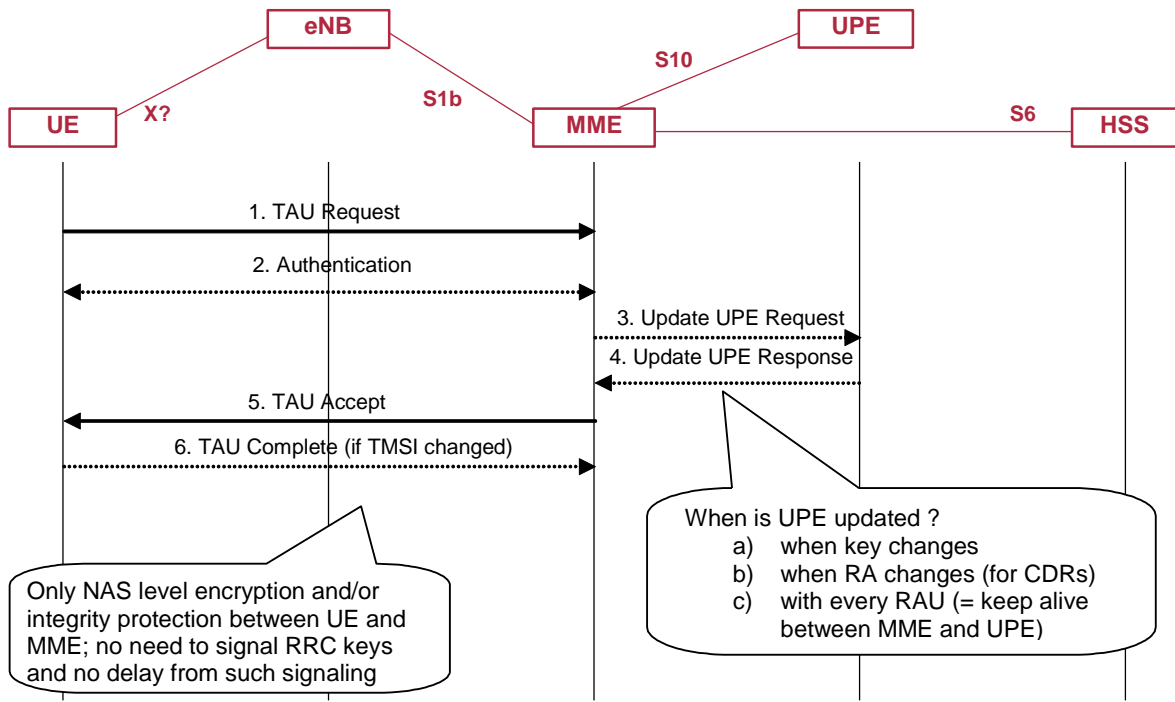 eNB
UPE
S10
S1b
X?
UE
MME
S6
HSS
1. TAU Request
2. Authentication
3. Update UPE Request
4. Update UPE Response
5. TAU Accept
6. TAU Complete (if TMSI changed)
When is UPE updated ?
a) when key changes
b) when RA changes (for CDRs)
c) with every RAU (= keep alive
between MME and UPE)
Only NAS level encryption and/or
integrity protection between UE and
MME; no need to signal RRC keys
and no delay from such signaling